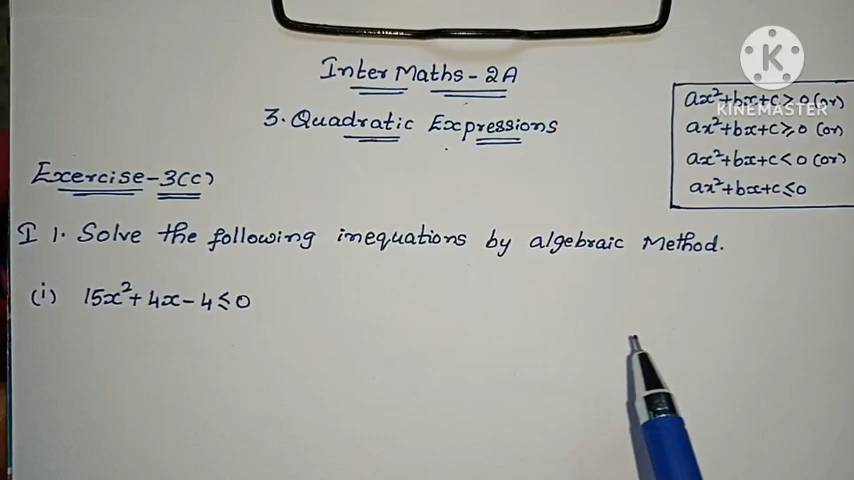 Inter Maths - 2A
3. Quadratic Expressions
K
KINEMASTER
ax²+bx+c > 0 (or)
ax²+bx+c ≥ 0 (or)
ax²+bx+c < 0 (or)
ax²+bx+c ≤ 0
Exercise - 3(c)
I 1. Solve the following inequations by algebraic Method.
(i) 15x² + 4x - 4 ≤ 0